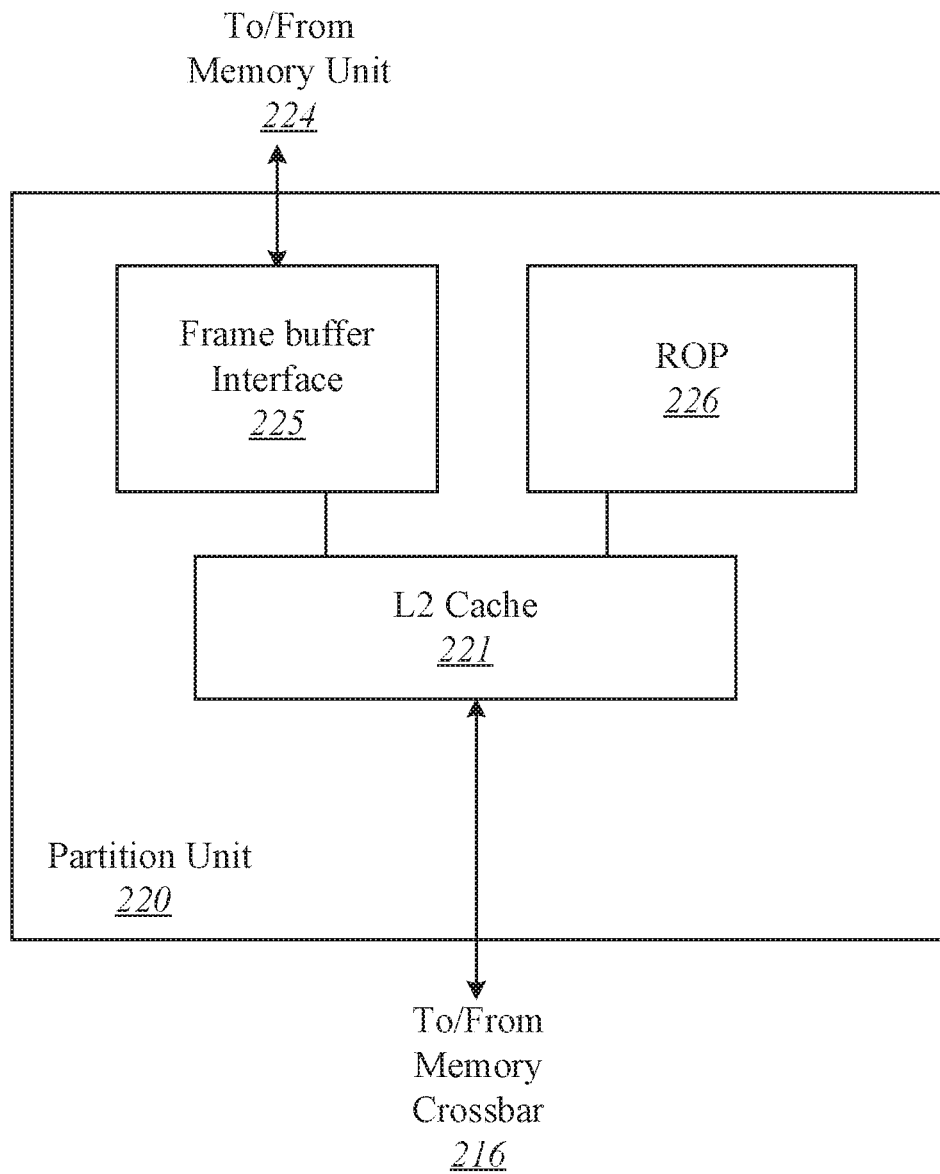 To/From
Memory Unit
224
Frame buffer
Interface
225
ROP
226
L2 Cache
221
Partition Unit
220
To/From
Memory
Crossbar
216